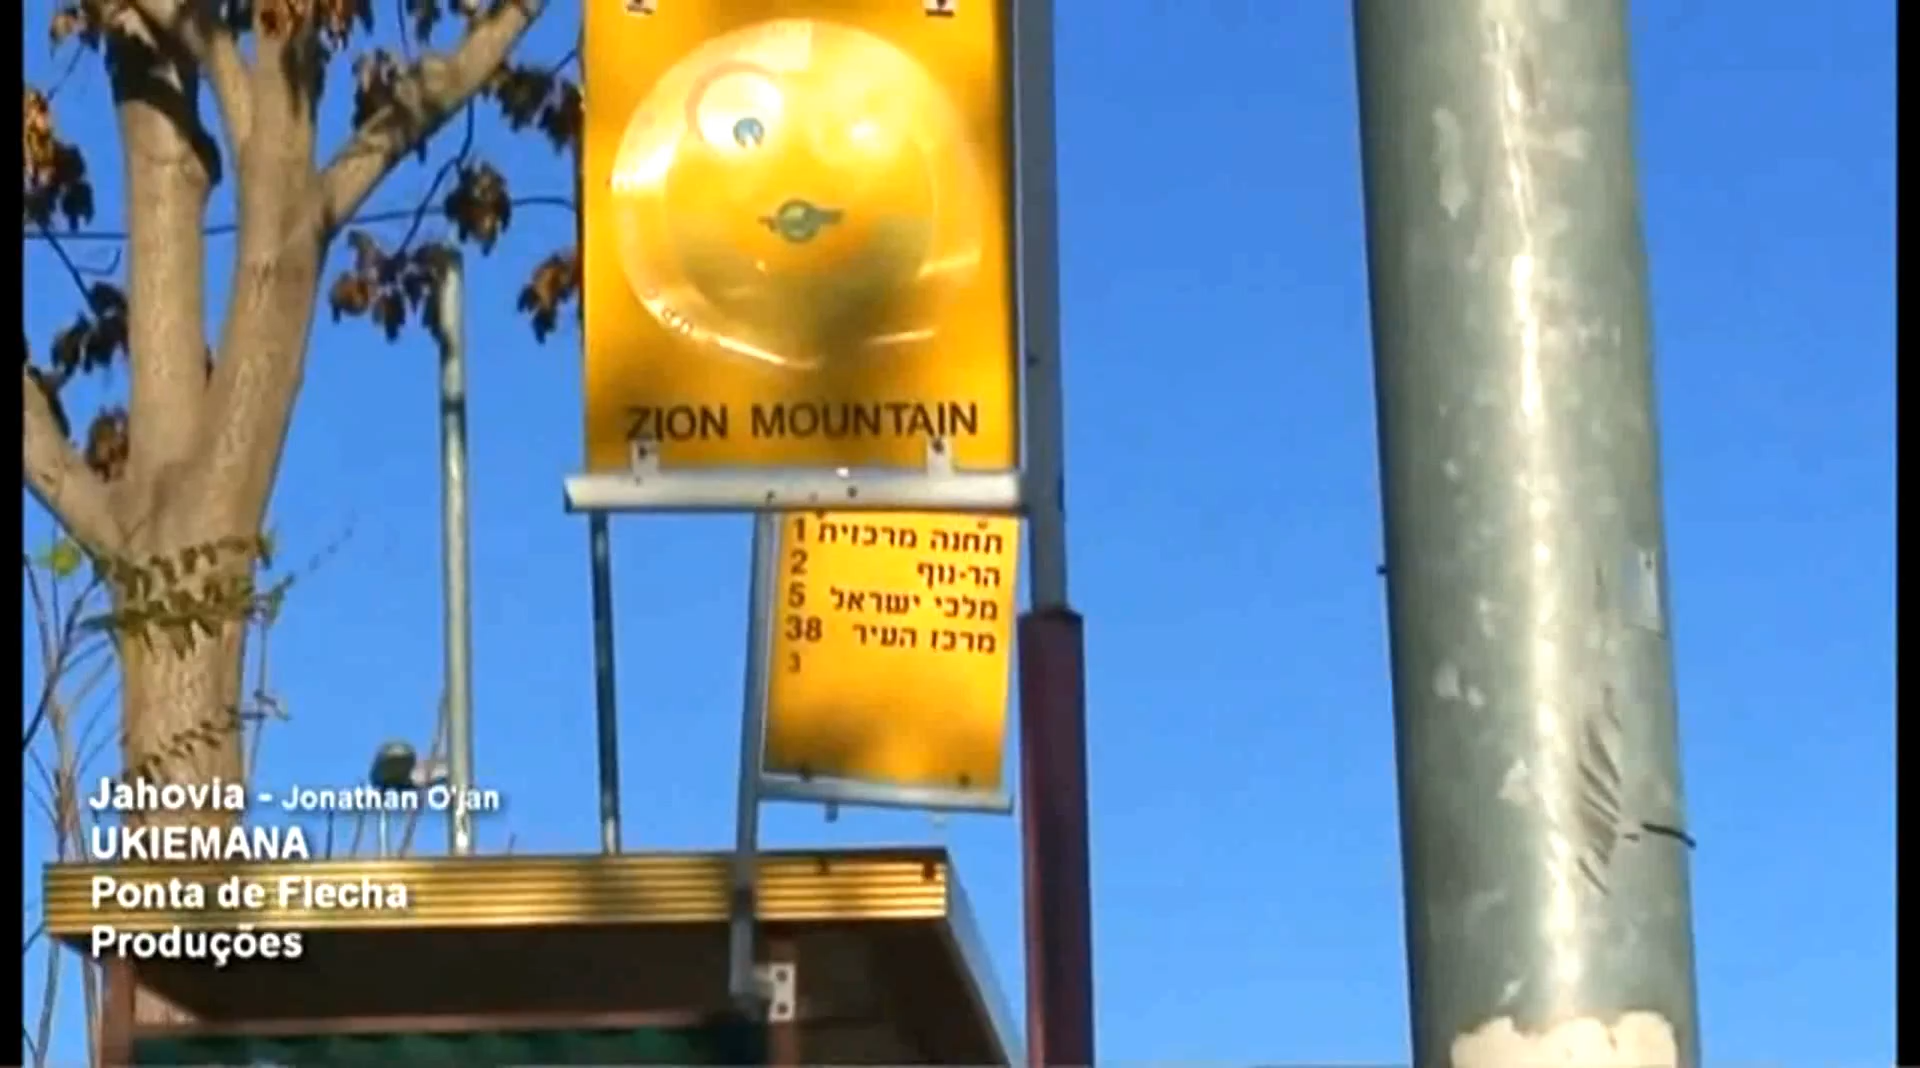 ZION MOUNTAIN
1 תחנה מרכזית
2 הר-נוף
5 מלכי ישראל
38 מרכז העיר
3
Jahovia - Jonathan O'jan
UKIEMANA
Ponta de Flecha
Produções